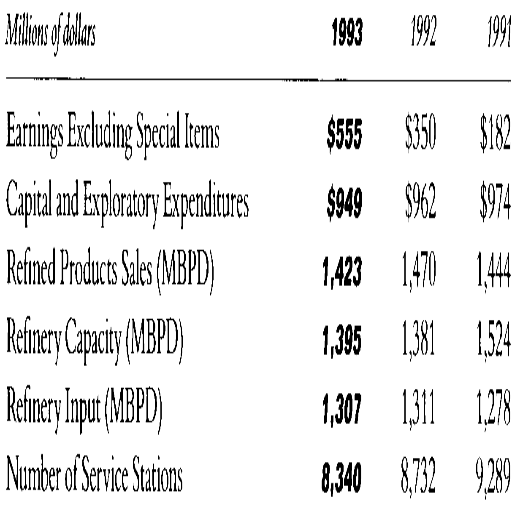 Millions of dollars 1993 1992 1991
Earnings Excluding Special Items $555 $350 $182
Capital and Exploratory Expenditures $949 $962 $974
Refined Products Sales (MBPD) 1,423 1,470 1,444
Refinery Capacity (MBPD) 1,395 1,381 1,524
Refinery Input (MBPD) 1,307 1,311 1,278
Number of Service Stations 8,340 8,732 9,289